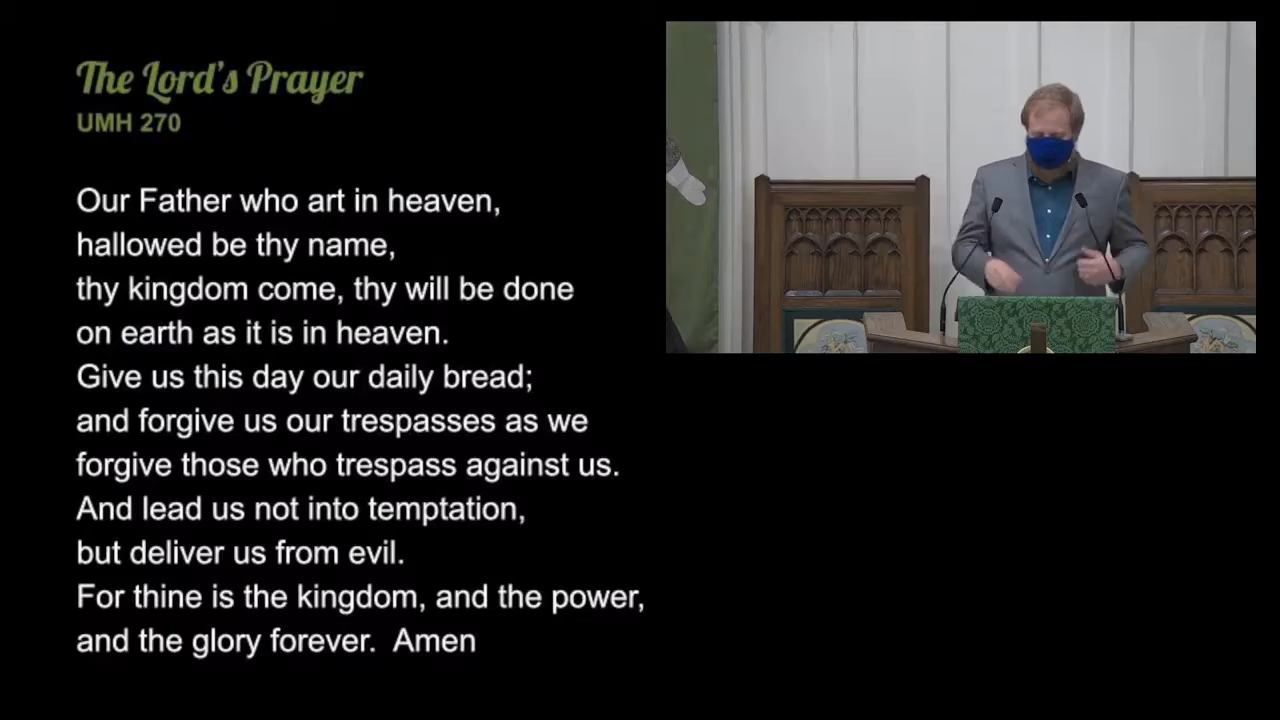 The Lord's Prayer
UMH 270
Our Father who art in heaven,
hallowed be thy name,
thy kingdom come, thy will be done
on earth as it is in heaven.
Give us this day our daily bread;
and forgive us our trespasses as we
forgive those who trespass against us.
And lead us not into temptation,
but deliver us from evil.
For thine is the kingdom, and the power,
and the glory forever.  Amen